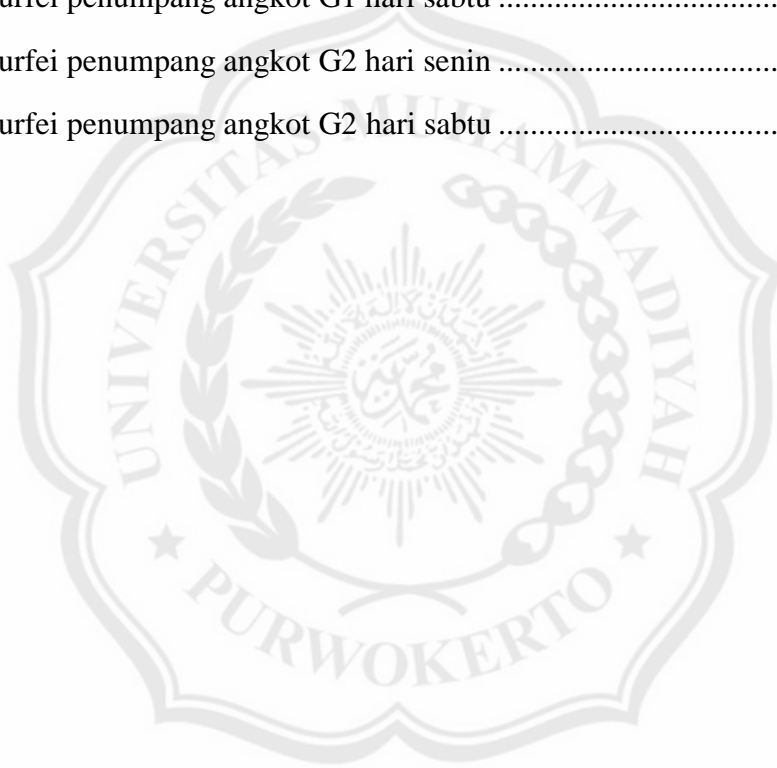 urfei penumpang angkot G1 hari sabtu ...................................
urfei penumpang angkot G2 hari senin ...................................
urfei penumpang angkot G2 hari sabtu ...................................
UNIVERSITAS MUHAMMADIYAH
PURWOKERTO